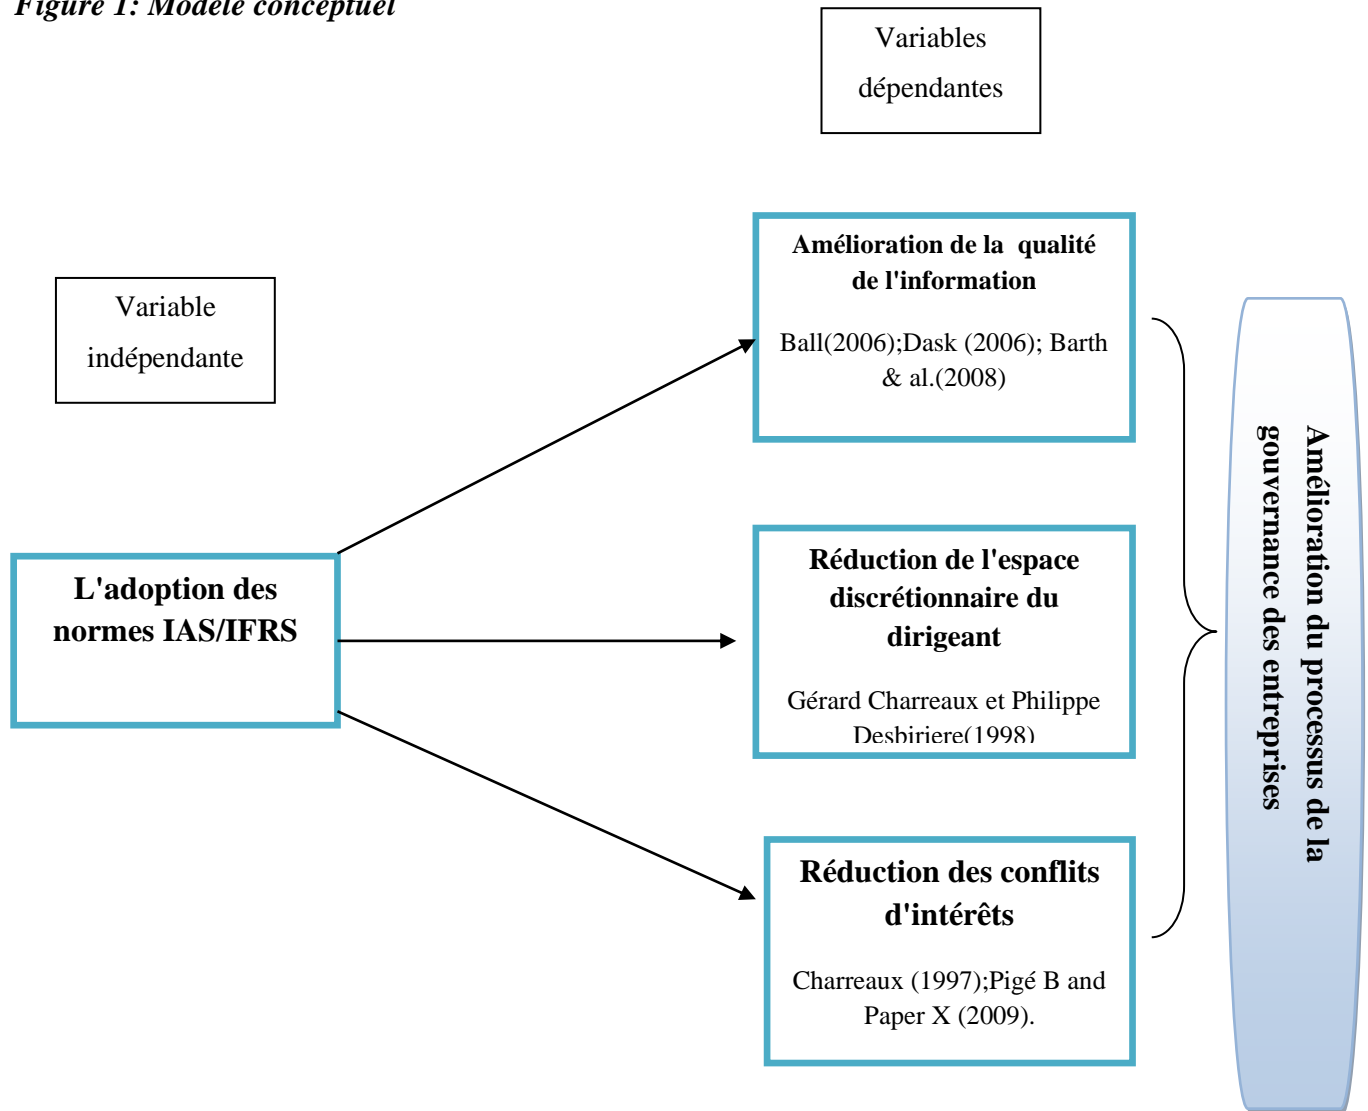 Figure 1: Modèle conceptuel
Variables
dépendantes
Variable
indépendante
Amélioration de la qualité
de l'information
Ball(2006);Dask (2006); Barth
& al.(2008)
L'adoption des
normes IAS/IFRS
Réduction de l'espace
discrétionnaire du
dirigeant
Gérard Charreaux et Philippe
Desbiriere(1998)
Réduction des conflits
d'intérêts
Charreaux (1997);Pigé B and
Paper X (2009).
Amélioration du processus de la
gouvernance des entreprises